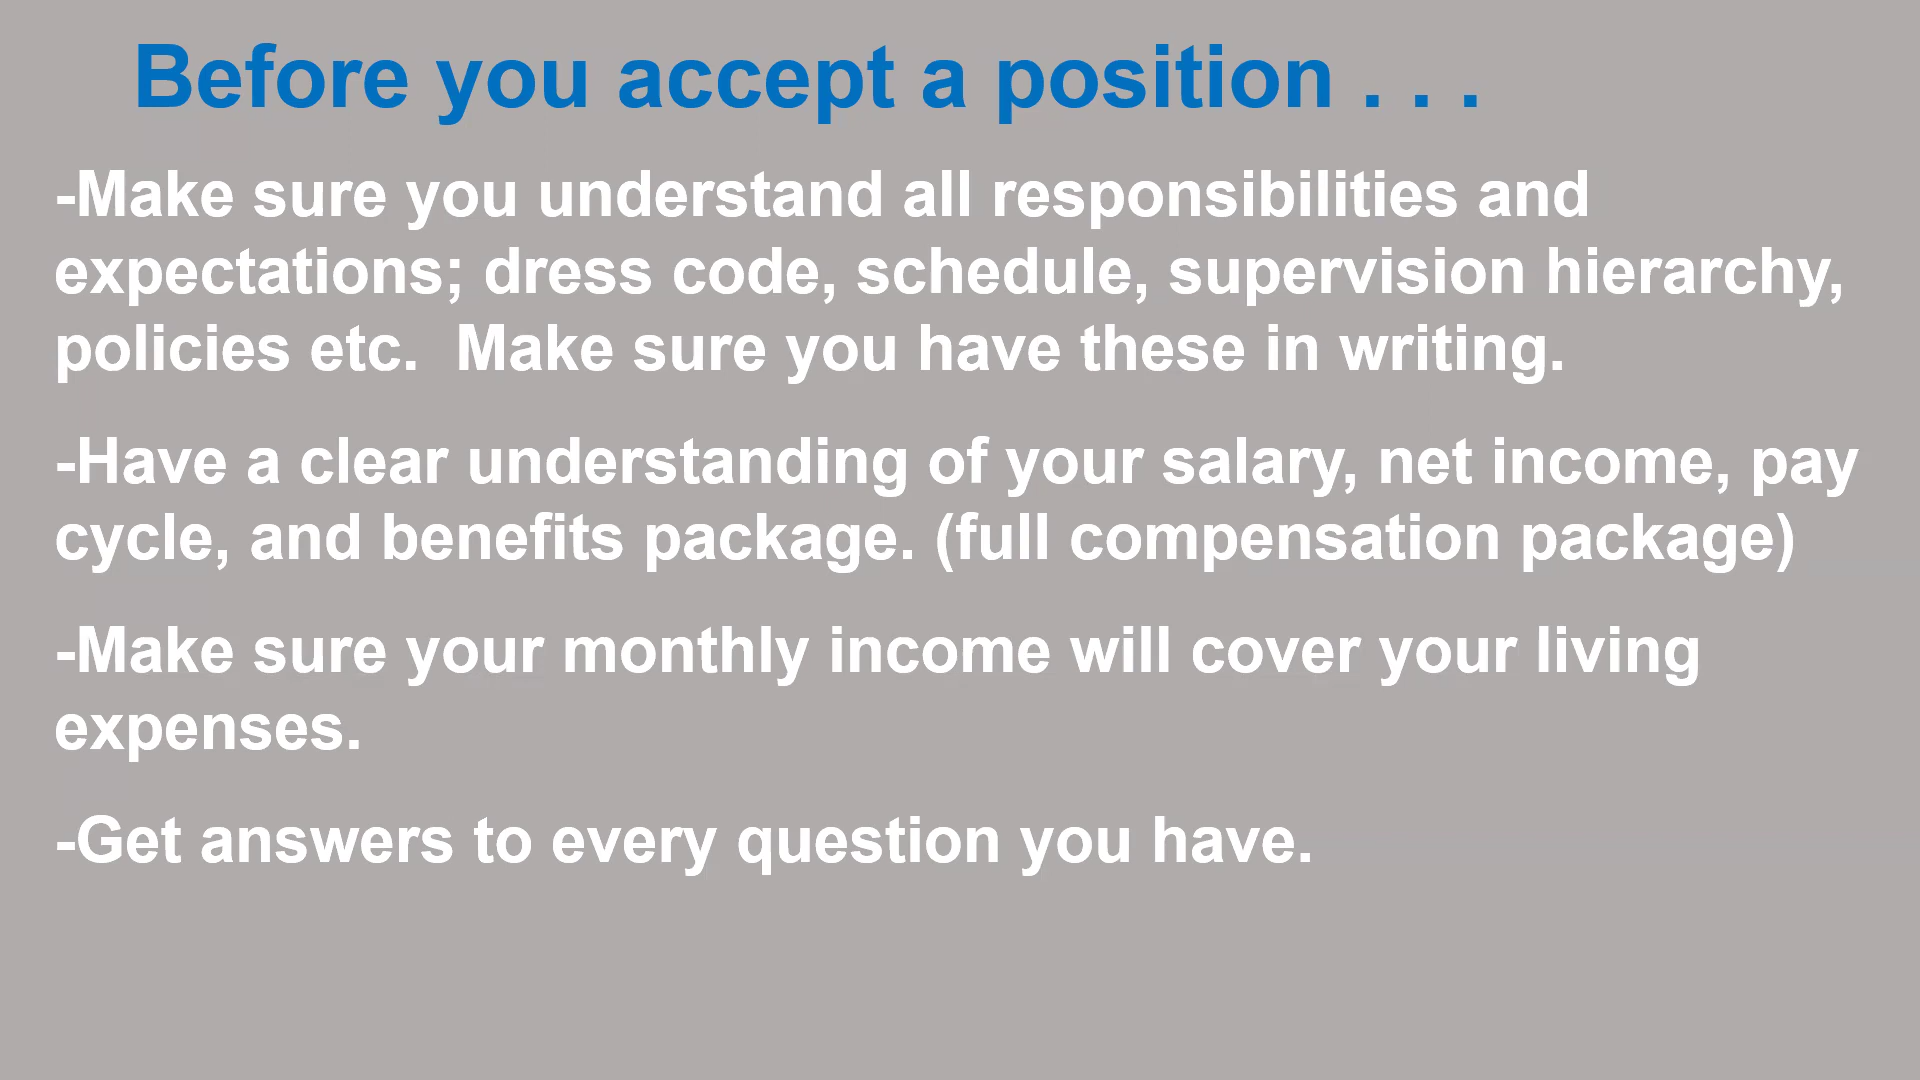 Before you accept a position . . .
-Make sure you understand all responsibilities and
expectations; dress code, schedule, supervision hierarchy,
policies etc.  Make sure you have these in writing.
-Have a clear understanding of your salary, net income, pay
cycle, and benefits package. (full compensation package)
-Make sure your monthly income will cover your living
expenses.
-Get answers to every question you have.